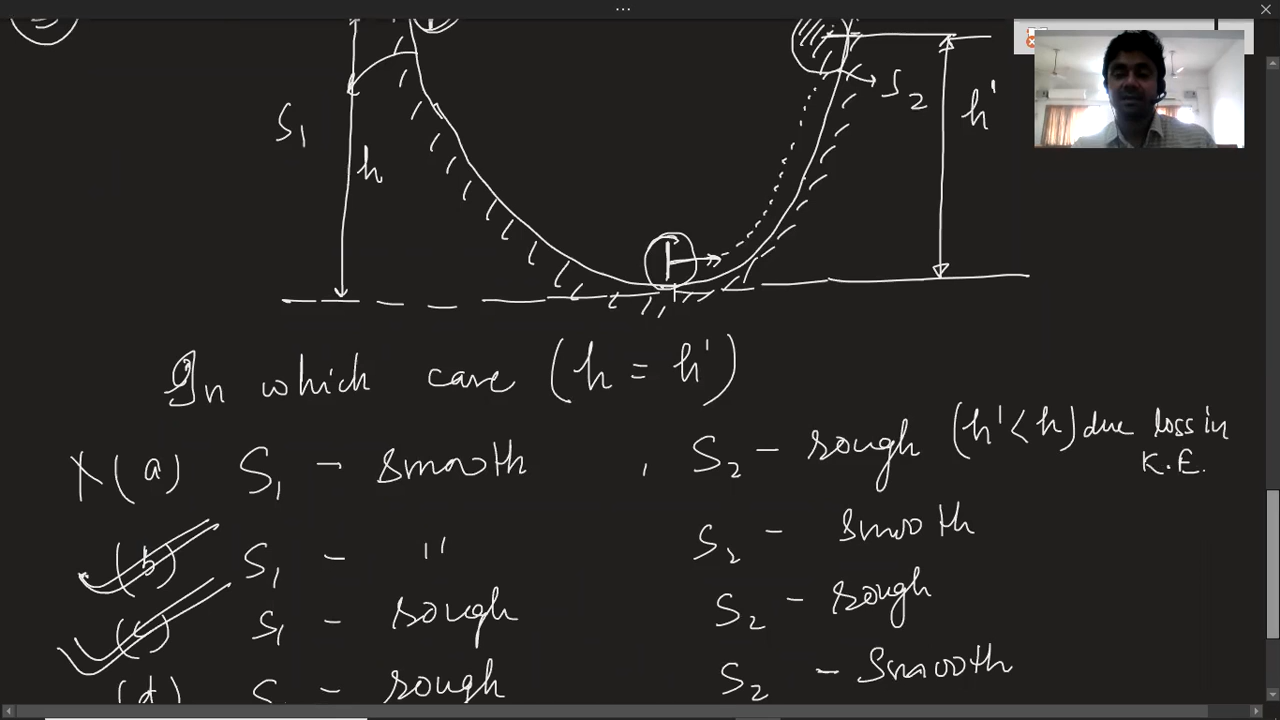 S₁
h
S₂
h'
In which case (h = h')
X (a) S₁ - smooth , S₂ - rough (h' < h) due loss in K.E.
(b) S₁ - " S₂ - smooth
(c) S₁ - rough S₂ - rough
(d) S - rough S₂ - smooth